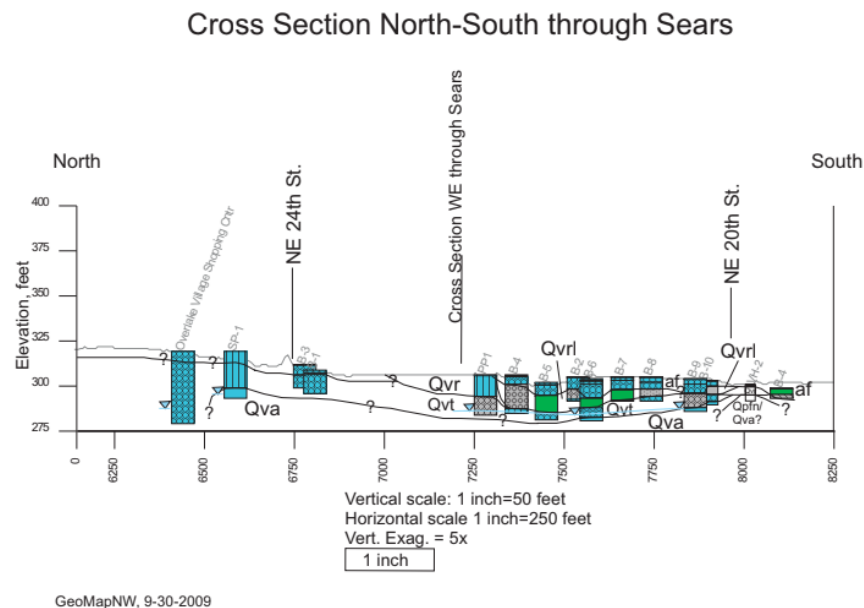 Cross Section North-South through Sears
North
South
Elevation, feet
400
375
350
325
300
275
Overlake Village Shopping Cntr
SP-1
NE 24th St.
B-3
B-1
Cross Section WE through Sears
PP1
B-4
B-5
B-2
B-6
B-7
B-8
B-9
B-10
NE 20th St.
B-4
?
?
?
?
?
?
?
?
?
Qvr
Qvt
Qva
Qvrl
Qvt
af
Qva
Qvrl
Qpfn/
Qva?
af
0
6250
6500
6750
7000
7250
7500
7750
8000
8250
Vertical scale: 1 inch=50 feet
Horizontal scale 1 inch=250 feet
Vert. Exag. = 5x
1 inch
GeoMapNW, 9-30-2009